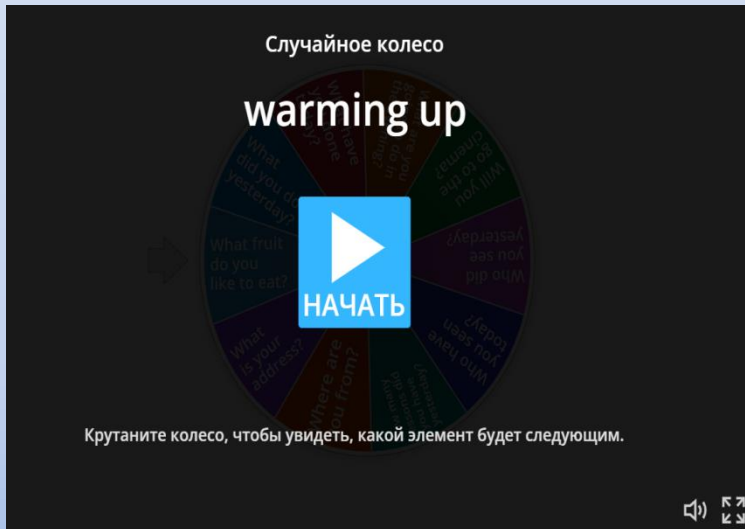 Случайное колесо
warming up
What
did you do
yesterday?
Will you
go to the
cinema?
What fruit
do you
like to eat?
Who did
you see
yesterday?
НАЧАТЬ
What
is your
address?
Where are
you from?
Who have
you seen
today?
Крутаните колесо, чтобы увидеть, какой элемент будет следующим.